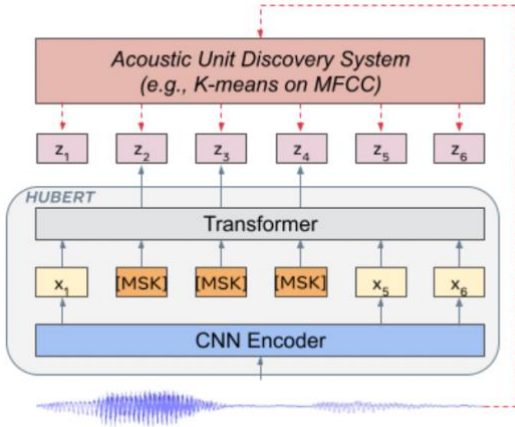 Acoustic Unit Discovery System
(e.g., K-means on MFCC)
z1 z2 z3 z4 z5 z6
HUBERT
Transformer
x1 [MSK] [MSK] [MSK] x5 x6
CNN Encoder